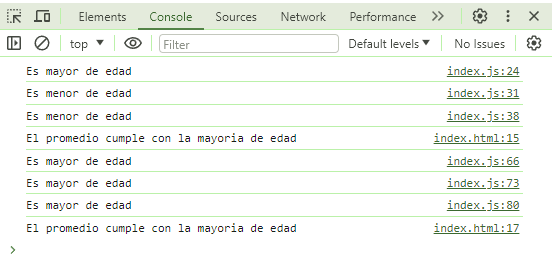 Elements Console Sources Network Performance
top Filter Default levels No Issues
Es mayor de edad index.js:24
Es menor de edad index.js:31
Es menor de edad index.js:38
El promedio cumple con la mayoria de edad index.html:15
Es mayor de edad index.js:66
Es mayor de edad index.js:73
Es mayor de edad index.js:80
El promedio cumple con la mayoria de edad index.html:17